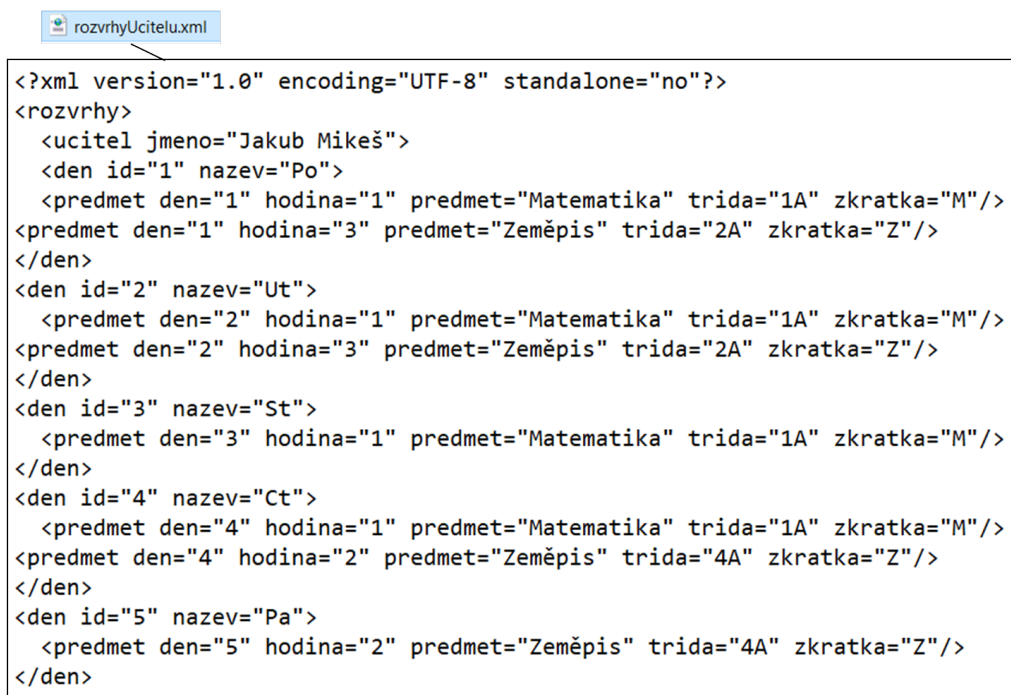 rozvrhyUcitelu.xml
<?xml version="1.0" encoding="UTF-8" standalone="no"?>
<rozvrhy>
<ucitel jmeno="Jakub Mikeš">
<den id="1" nazev="Po">
<predmet den="1" hodina="1" predmet="Matematika" trida="1A" zkratka="M"/>
<predmet den="1" hodina="3" predmet="Zeměpis" trida="2A" zkratka="Z"/>
</den>
<den id="2" nazev="Ut">
<predmet den="2" hodina="1" predmet="Matematika" trida="1A" zkratka="M"/>
<predmet den="2" hodina="3" predmet="Zeměpis" trida="2A" zkratka="Z"/>
</den>
<den id="3" nazev="St">
<predmet den="3" hodina="1" predmet="Matematika" trida="1A" zkratka="M"/>
</den>
<den id="4" nazev="Ct">
<predmet den="4" hodina="1" predmet="Matematika" trida="1A" zkratka="M"/>
<predmet den="4" hodina="2" predmet="Zeměpis" trida="4A" zkratka="Z"/>
</den>
<den id="5" nazev="Pa">
<predmet den="5" hodina="2" predmet="Zeměpis" trida="4A" zkratka="Z"/>
</den>